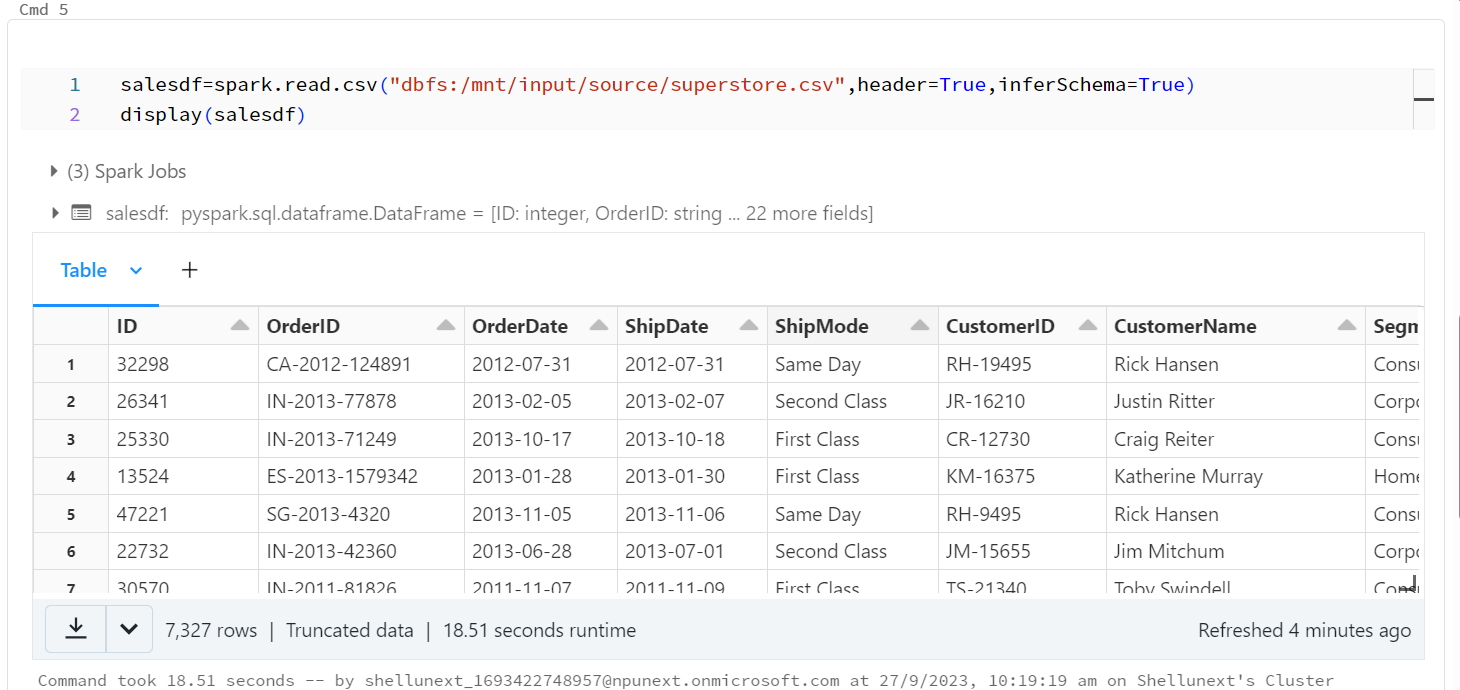 Cmd 5
1 salesdf=spark.read.csv("dbfs:/mnt/input/source/superstore.csv",header=True,inferSchema=True)
2 display(salesdf)
(3) Spark Jobs
salesdf: pyspark.sql.dataframe.DataFrame = [ID: integer, OrderID: string ... 22 more fields]
Table +
ID OrderID OrderDate ShipDate ShipMode CustomerID CustomerName Segm
1 32298 CA-2012-124891 2012-07-31 2012-07-31 Same Day RH-19495 Rick Hansen Consu
2 26341 IN-2013-77878 2013-02-05 2013-02-07 Second Class JR-16210 Justin Ritter Corpo
3 25330 IN-2013-71249 2013-10-17 2013-10-18 First Class CR-12730 Craig Reiter Consu
4 13524 ES-2013-1579342 2013-01-28 2013-01-30 First Class KM-16375 Katherine Murray Home
5 47221 SG-2013-4320 2013-11-05 2013-11-06 Same Day RH-9495 Rick Hansen Consu
6 22732 IN-2013-42360 2013-06-28 2013-07-01 Second Class JM-15655 Jim Mitchum Corpo
7 30570 IN-2011-81826 2011-11-07 2011-11-09 First Class TS-21340 Toby Swindell Consu
7,327 rows | Truncated data | 18.51 seconds runtime Refreshed 4 minutes ago
Command took 18.51 seconds -- by shellunext_1693422748957@npunext.onmicrosoft.com at 27/9/2023, 10:19:19 am on Shellunext's Cluster